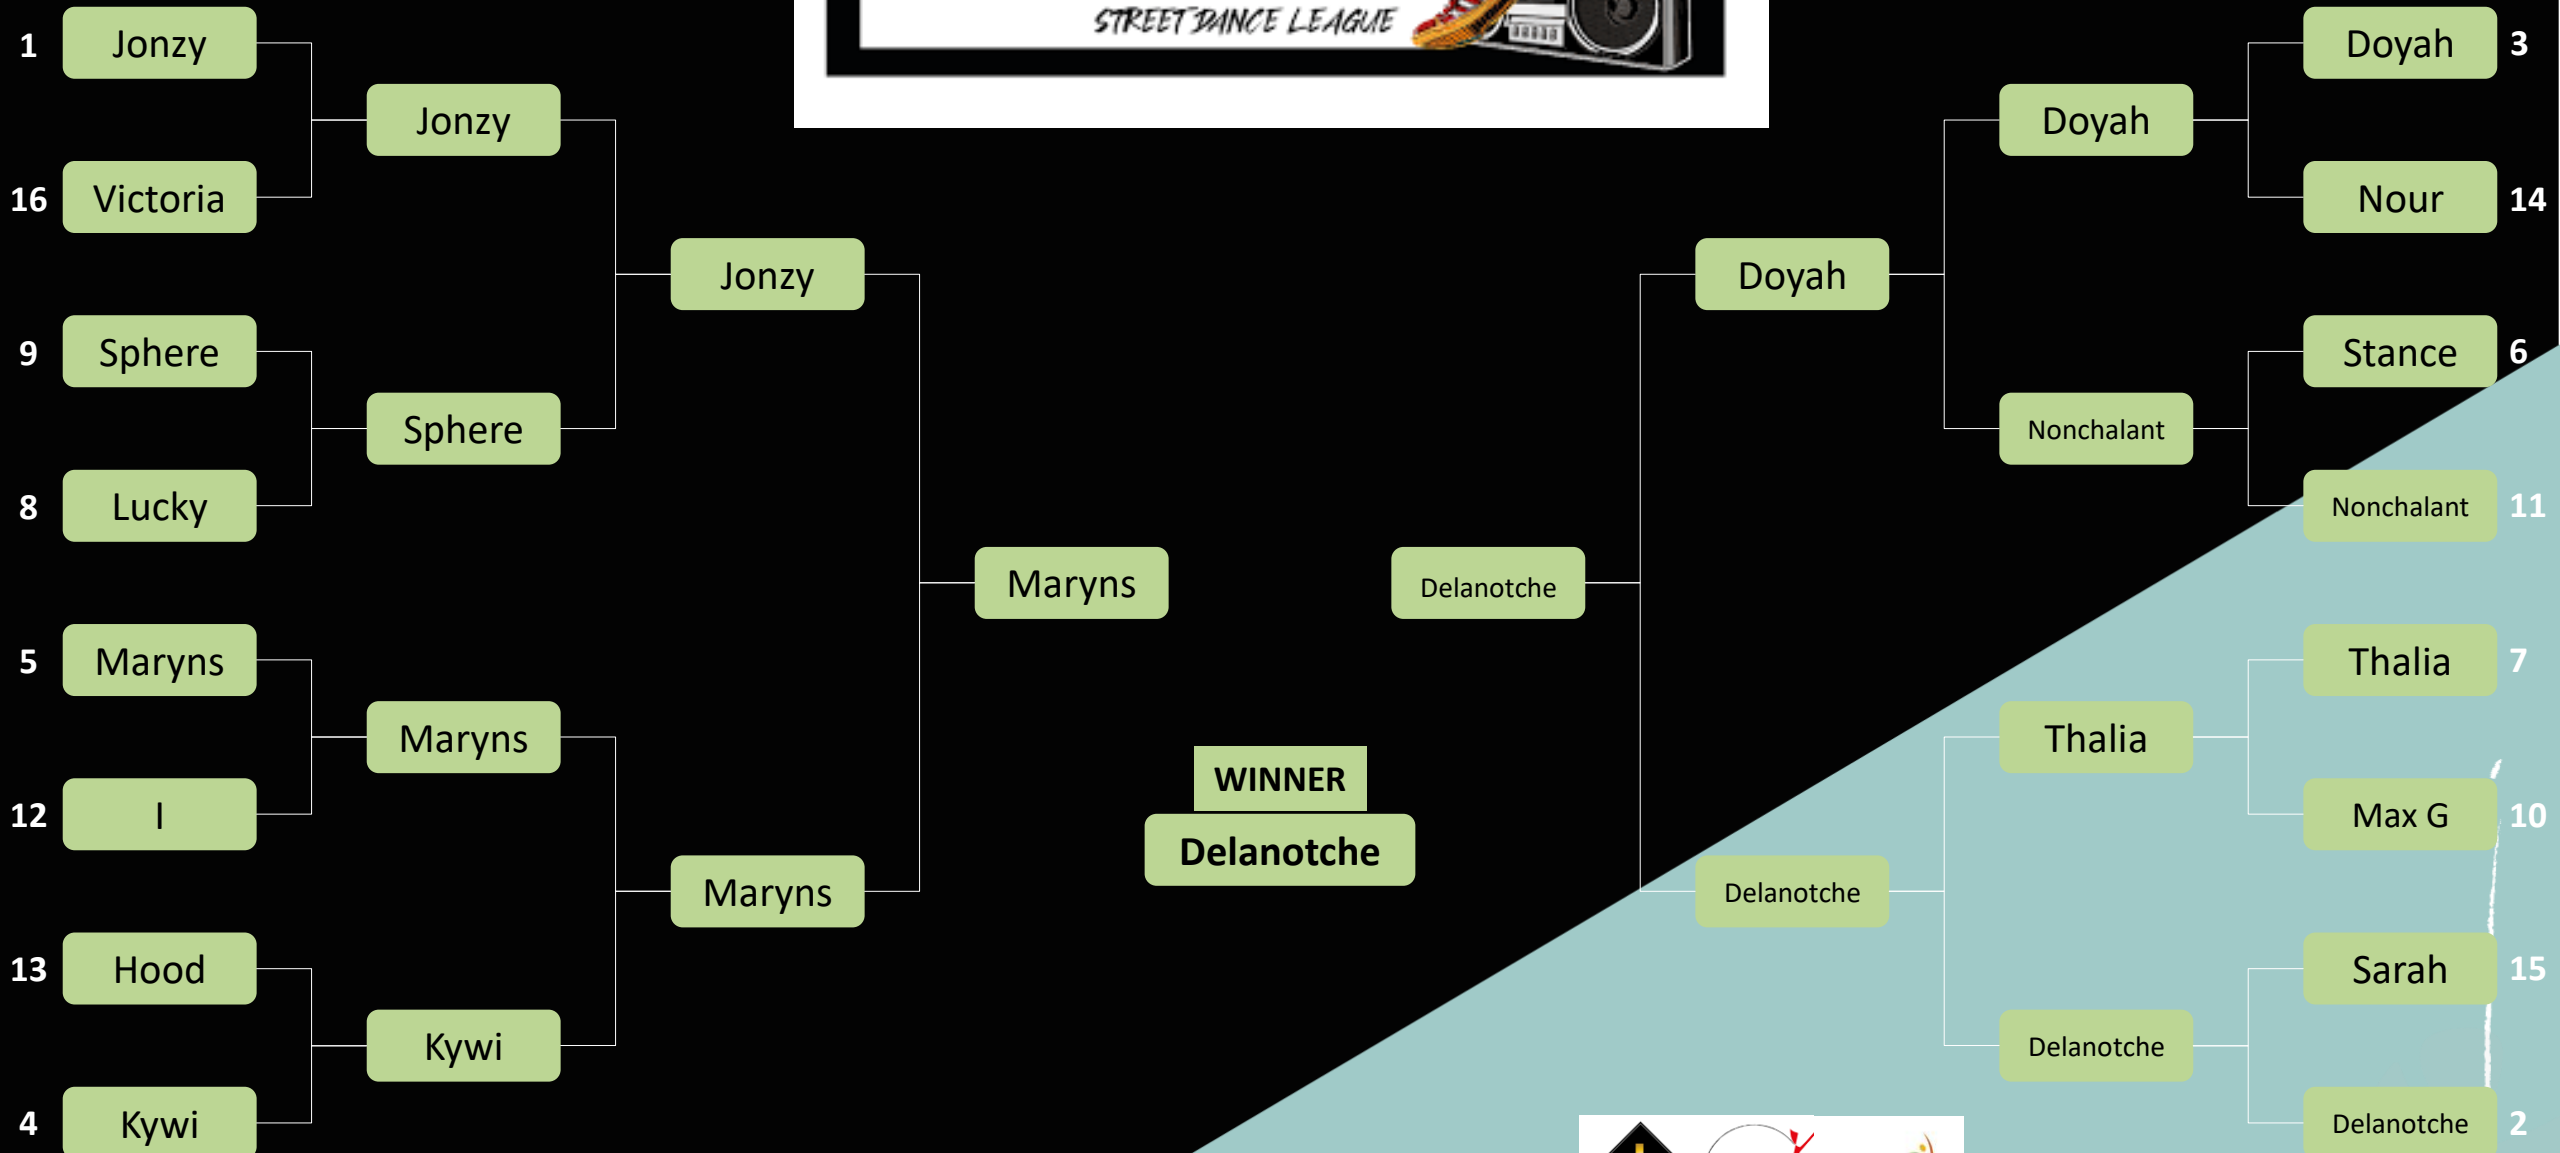 STREET DANCE LEAGUE
1 Jonzy
16 Victoria
9 Sphere
8 Lucky
5 Maryns
12 I
13 Hood
4 Kywi
Jonzy
Sphere
Maryns
Kywi
Jonzy
Maryns
Maryns
WINNER
Delanotche
Delanotche
Doyah
Delanotche
Doyah
Nonchalant
Thalia
Delanotche
Doyah 3
Nour 14
Stance 6
Nonchalant 11
Thalia 7
Max G 10
Sarah 15
Delanotche 2